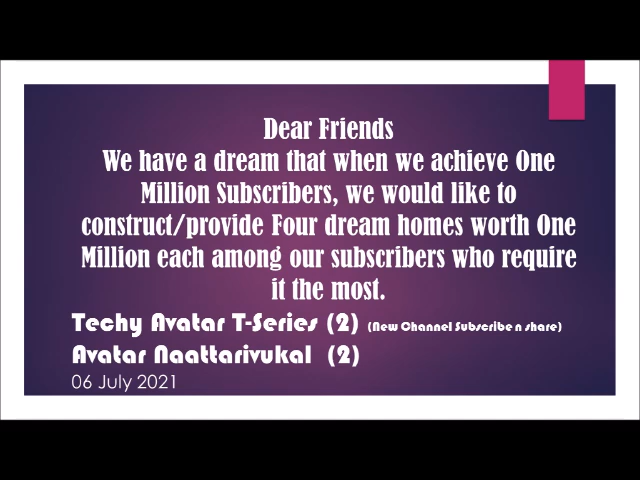 Dear Friends
We have a dream that when we achieve One
Million Subscribers, we would like to
construct/provide Four dream homes worth One
Million each among our subscribers who require
it the most.
Techy Avatar T-Series (2) (New Channel Subscribe n share)
Avatar Naattarivukal (2)
06 July 2021